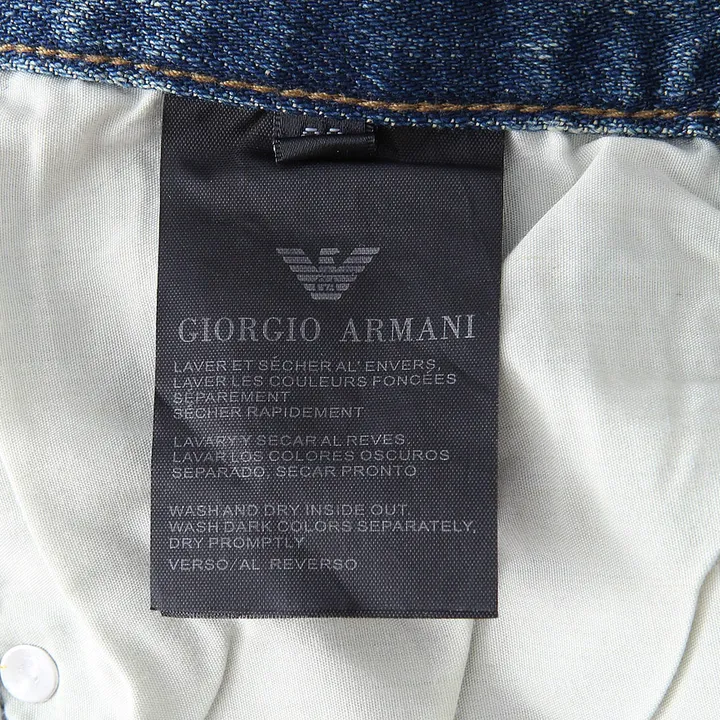 GIORGIO ARMANI
LAVER ET SÉCHER AL' ENVERS,
LAVER LES COULEURS FONCÉES
SÉPAREMENT
SÉCHER RAPIDEMENT
LAVARY Y SECAR AL REVES.
LAVAR LOS COLORES OSCUROS
SEPARADO, SECAR PRONTO
WASH AND DRY INSIDE OUT.
WASH DARK COLORS SEPARATELY,
DRY PROMPTLY
VERSO/AL REVERSO